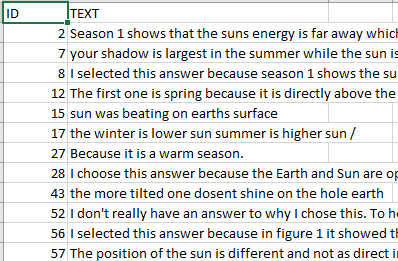 ID TEXT
2 Season 1 shows that the suns energy is far away which
7 your shadow is largest in the summer while the sun is
8 I selected this answer because season 1 shows the su
12 The first one is spring because it is directly above the
15 sun was beating on earths surface
17 the winter is lower sun summer is higher sun /
27 Because it is a warm season.
28 I choose this answer because the Earth and Sun are op
43 the more tilted one dosent shine on the hole earth
52 I don't really have an answer to why I chose this. To h
56 I selected this answer because in figure 1 it showed th
57 The position of the sun is different and not as direct i